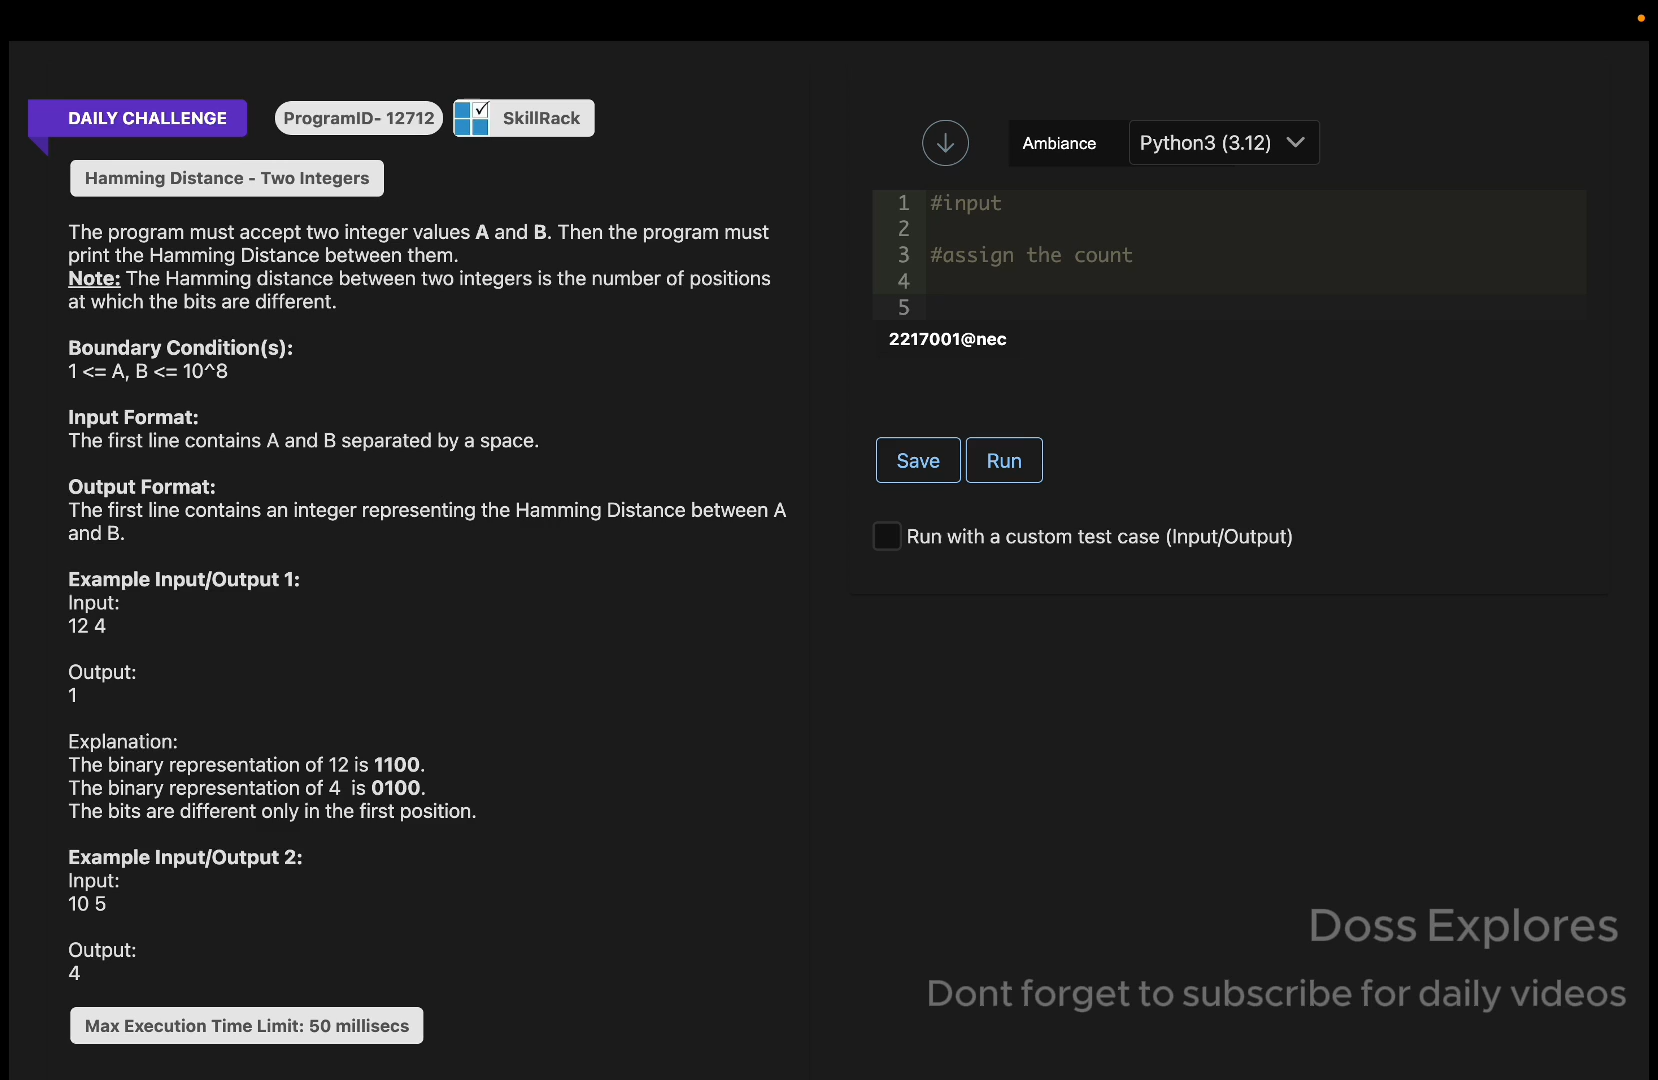 DAILY CHALLENGE
ProgramID- 12712
SkillRack
Hamming Distance - Two Integers
The program must accept two integer values A and B. Then the program must
print the Hamming Distance between them.
Note: The Hamming distance between two integers is the number of positions
at which the bits are different.
Boundary Condition(s):
1 <= A, B <= 10^8
Input Format:
The first line contains A and B separated by a space.
Output Format:
The first line contains an integer representing the Hamming Distance between A
and B.
Example Input/Output 1:
Input:
12 4
Output:
1
Explanation:
The binary representation of 12 is 1100.
The binary representation of 4  is 0100.
The bits are different only in the first position.
Example Input/Output 2:
Input:
10 5
Output:
4
Max Execution Time Limit: 50 millisecs
Ambiance
Python3 (3.12)
1 #input
2
3 #assign the count
4
5
2217001@nec
Save
Run
Run with a custom test case (Input/Output)
Doss Explores
Dont forget to subscribe for daily videos